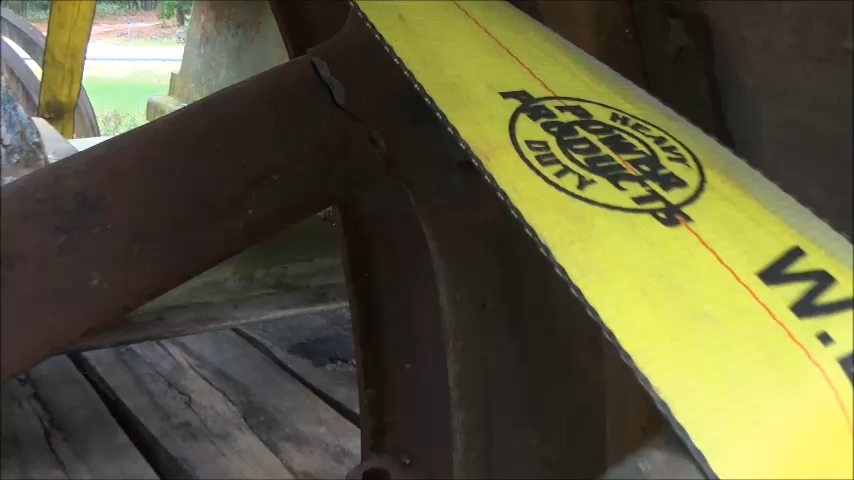 HEAVY
POWER
PRODUCTS
DUTY
W.